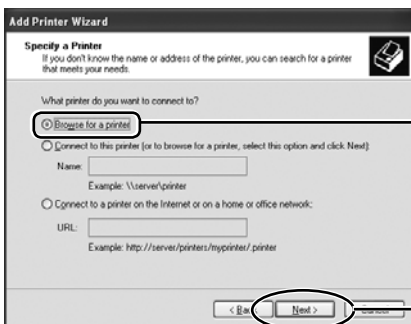 Add Printer Wizard
Specify a Printer
If you don't know the name or address of the printer, you can search for a printer
that meets your needs.
What printer do you want to connect to?
Browse for a printer
Connect to this printer (or to browse for a printer, select this option and click Next):
Name:
Example: \\server\printer
Connect to a printer on the Internet or on a home or office network:
URL:
Example: http://server/printers/myprinter/.printer
Next >